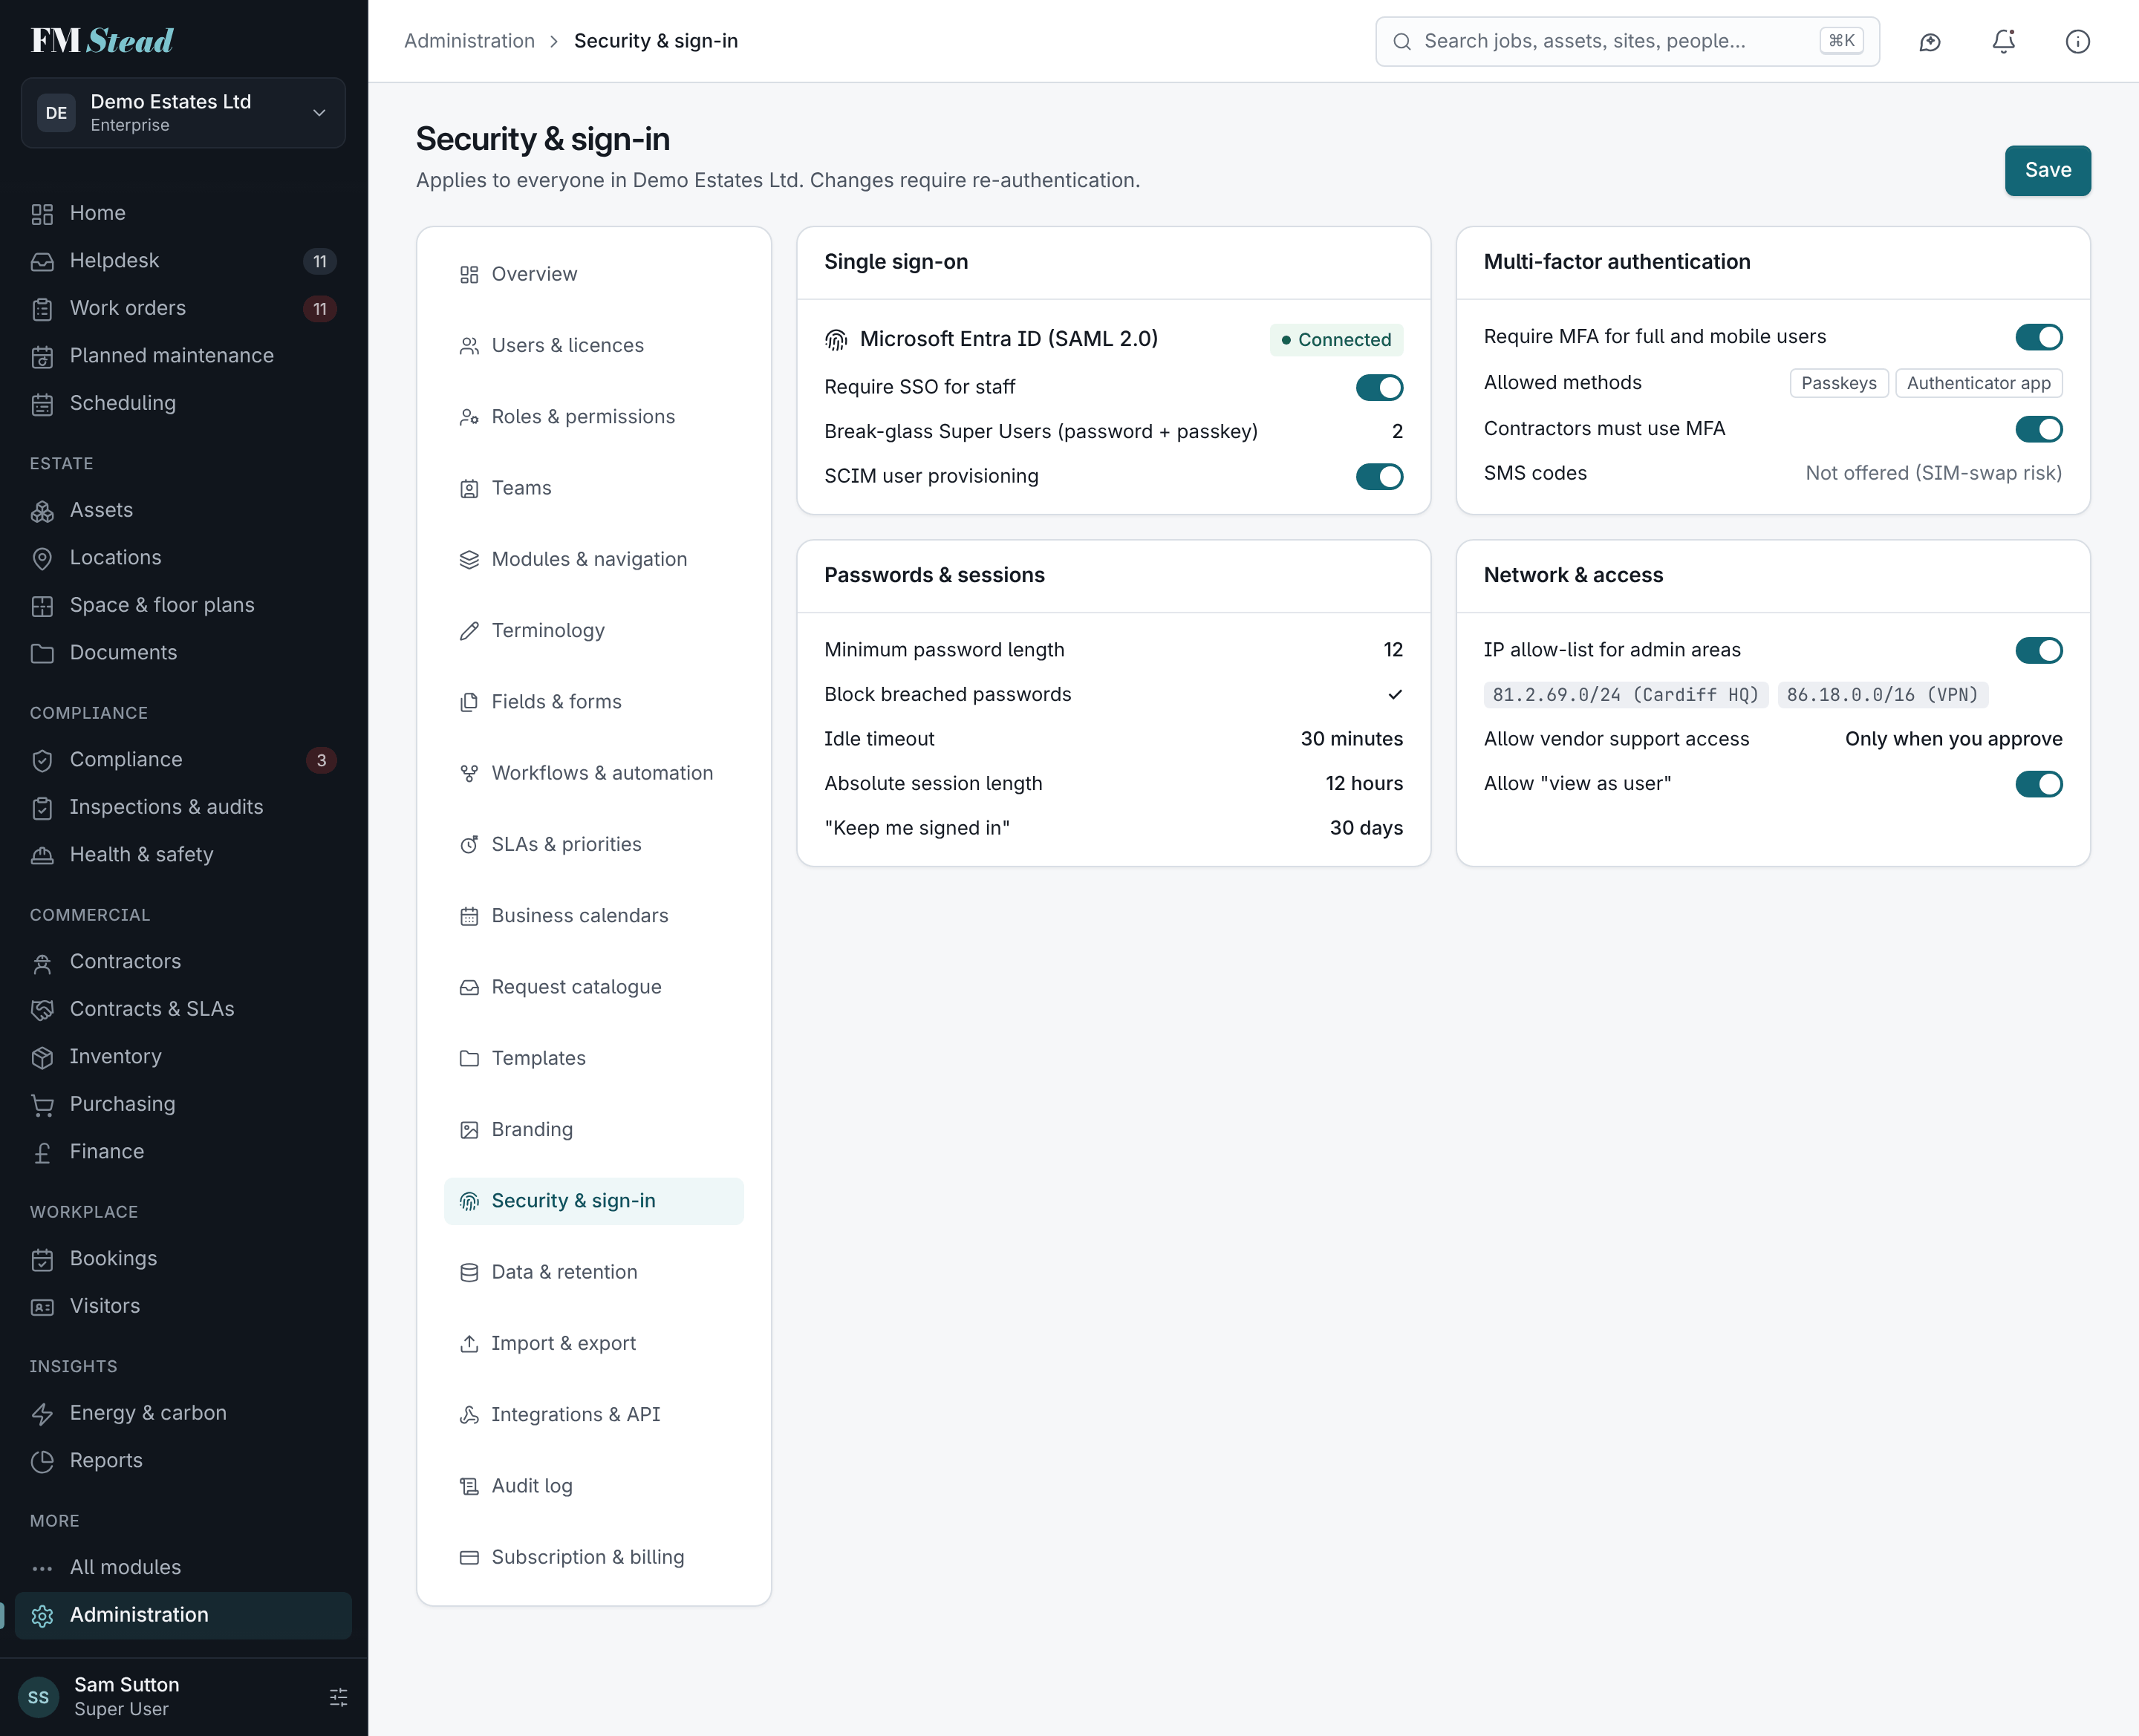 FM Stead
DE
Demo Estates Ltd
Enterprise
Home
Helpdesk 11
Work orders 11
Planned maintenance
Scheduling
ESTATE
Assets
Locations
Space & floor plans
Documents
COMPLIANCE
Compliance 3
Inspections & audits
Health & safety
COMMERCIAL
Contractors
Contracts & SLAs
Inventory
Purchasing
Finance
WORKPLACE
Bookings
Visitors
INSIGHTS
Energy & carbon
Reports
MORE
All modules
Administration
SS
Sam Sutton
Super User
Administration > Security & sign-in
Search jobs, assets, sites, people... ⌘K
Security & sign-in
Applies to everyone in Demo Estates Ltd. Changes require re-authentication.
Save
Overview
Users & licences
Roles & permissions
Teams
Modules & navigation
Terminology
Fields & forms
Workflows & automation
SLAs & priorities
Business calendars
Request catalogue
Templates
Branding
Security & sign-in
Data & retention
Import & export
Integrations & API
Audit log
Subscription & billing
Single sign-on
Microsoft Entra ID (SAML 2.0) Connected
Require SSO for staff
Break-glass Super Users (password + passkey) 2
SCIM user provisioning
Multi-factor authentication
Require MFA for full and mobile users
Allowed methods Passkeys Authenticator app
Contractors must use MFA
SMS codes Not offered (SIM-swap risk)
Passwords & sessions
Minimum password length 12
Block breached passwords ✓
Idle timeout 30 minutes
Absolute session length 12 hours
"Keep me signed in" 30 days
Network & access
IP allow-list for admin areas
81.2.69.0/24 (Cardiff HQ) 86.18.0.0/16 (VPN)
Allow vendor support access Only when you approve
Allow "view as user"